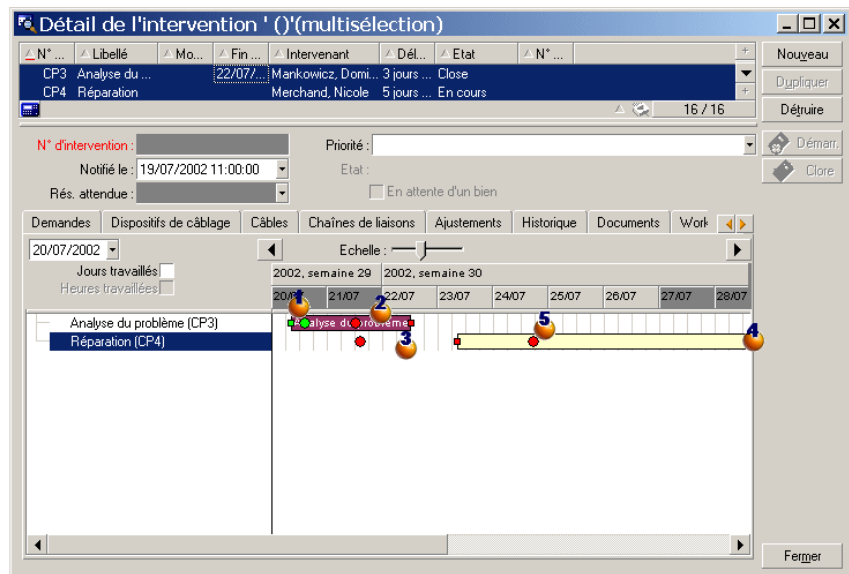 Détail de l'intervention ' ()'(multisélection)
N° ... Libellé Mo... Fin ... Intervenant Dél... Etat N° ...
CP3 Analyse du ... 22/07/... Mankowicz, Domi... 3 jours ... Close
CP4 Réparation Merchand, Nicole 5 jours ... En cours
16 / 16
Nouveau
Dupliquer
Détruire
Démarr.
Clore
N° d'intervention :
Priorité :
Notifié le : 19/07/2002 11:00:00
Etat :
Rés. attendue :
En attente d'un bien
Demandes Dispositifs de câblage Câbles Chaînes de liaisons Ajustements Historique Documents Work
20/07/2002
Echelle :
Jours travaillés
Heures travaillées
2002, semaine 29 2002, semaine 30
21/07 22/07 23/07 24/07 25/07 26/07 27/07 28/07
1 2 3 4 5
Analyse du problème (CP3)
Analyse du problème
Réparation (CP4)
Fermer